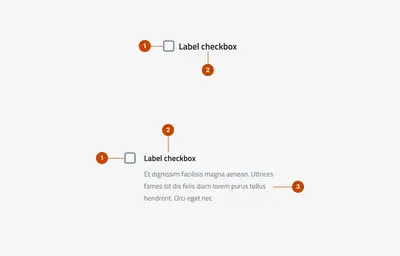 1
Label checkbox
2
2
1
Label checkbox
Et dignissim facilisis magna aenean. Ultrices
fames sit dis felis diam lorem purus tellus
3
hendrerit. Orci eget nec